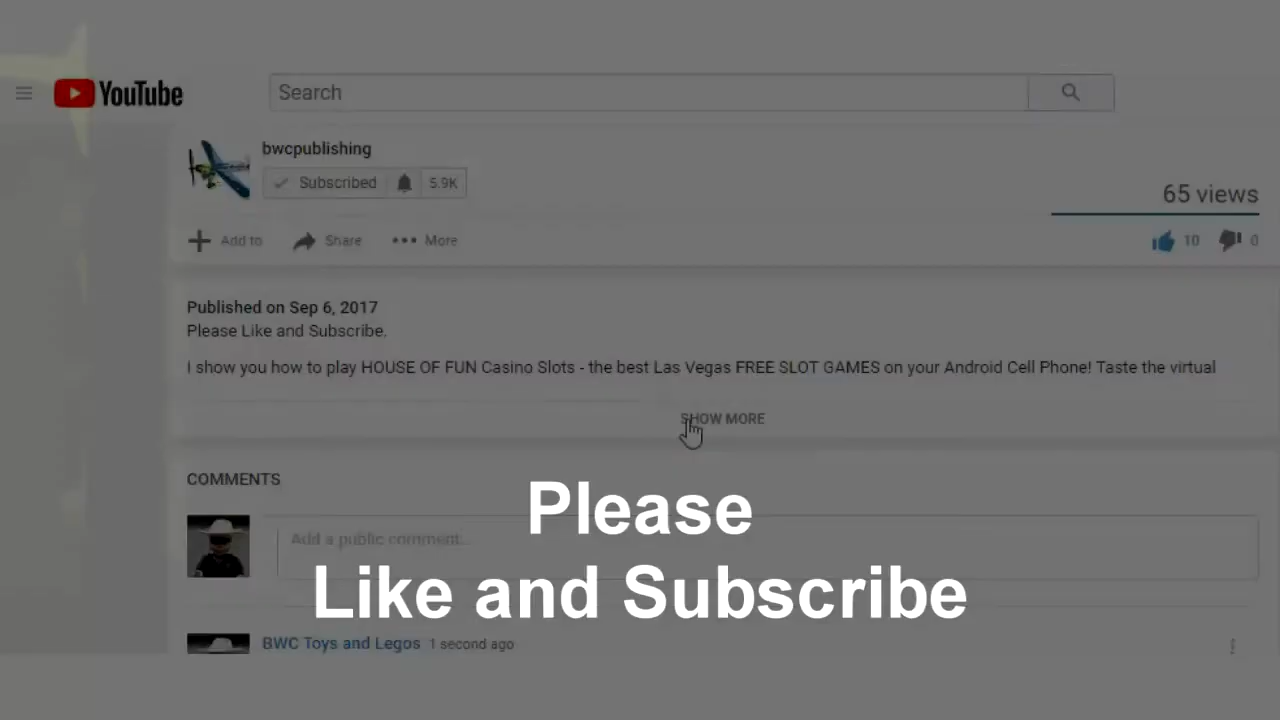 YouTube
Search
bwcpublishing
Subscribed 5.9K
65 views
Add to Share More
10 0
Published on Sep 6, 2017
Please Like and Subscribe.
I show you how to play HOUSE OF FUN Casino Slots - the best Las Vegas FREE SLOT GAMES on your Android Cell Phone! Taste the virtual
SHOW MORE
COMMENTS
Add a public comment...
Please
Like and Subscribe
BWC Toys and Legos 1 second ago